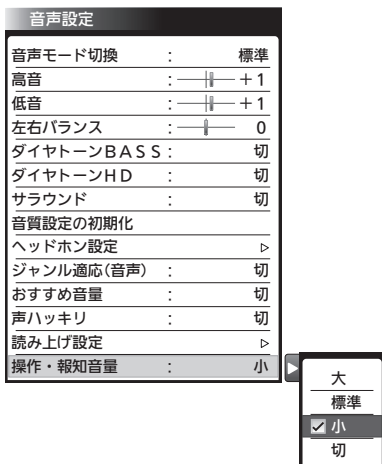 音声設定
音声モード切換 : 標準
高音 : +1
低音 : +1
左右バランス : 0
ダイヤトーンBASS : 切
ダイヤトーンHD : 切
サラウンド : 切
音質設定の初期化
ヘッドホン設定 ▷
ジャンル適応(音声) : 切
おすすめ音量 : 切
声ハッキリ : 切
読み上げ設定 ▷
操作・報知音量 : 小
大
標準
小
切